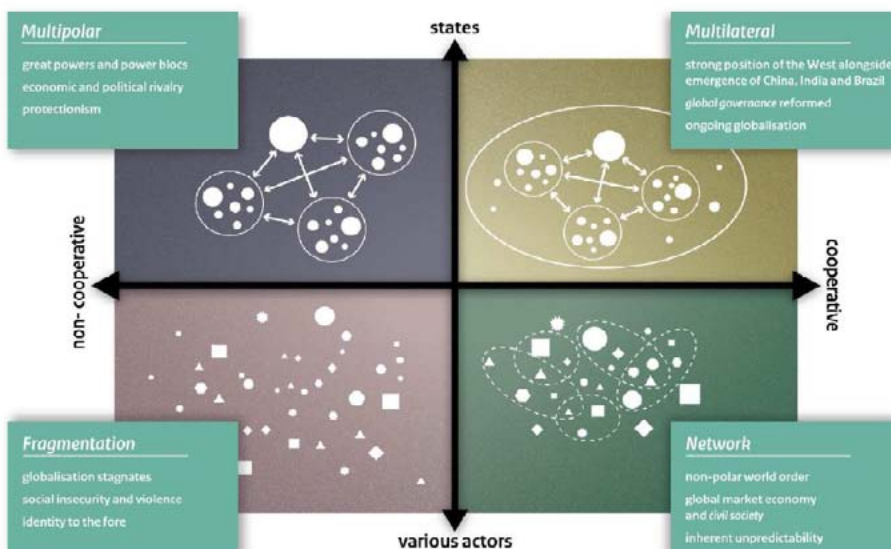 states
Multipolar
great powers and power blocs
economic and political rivalry
protectionism
Multilateral
strong position of the West alongside
emergence of China, India and Brazil
global governance reformed
ongoing globalisation
non- cooperative
cooperative
Fragmentation
globalisation stagnates
social insecurity and violence
identity to the fore
Network
non-polar world order
global market economy
and civil society
inherent unpredictability
various actors